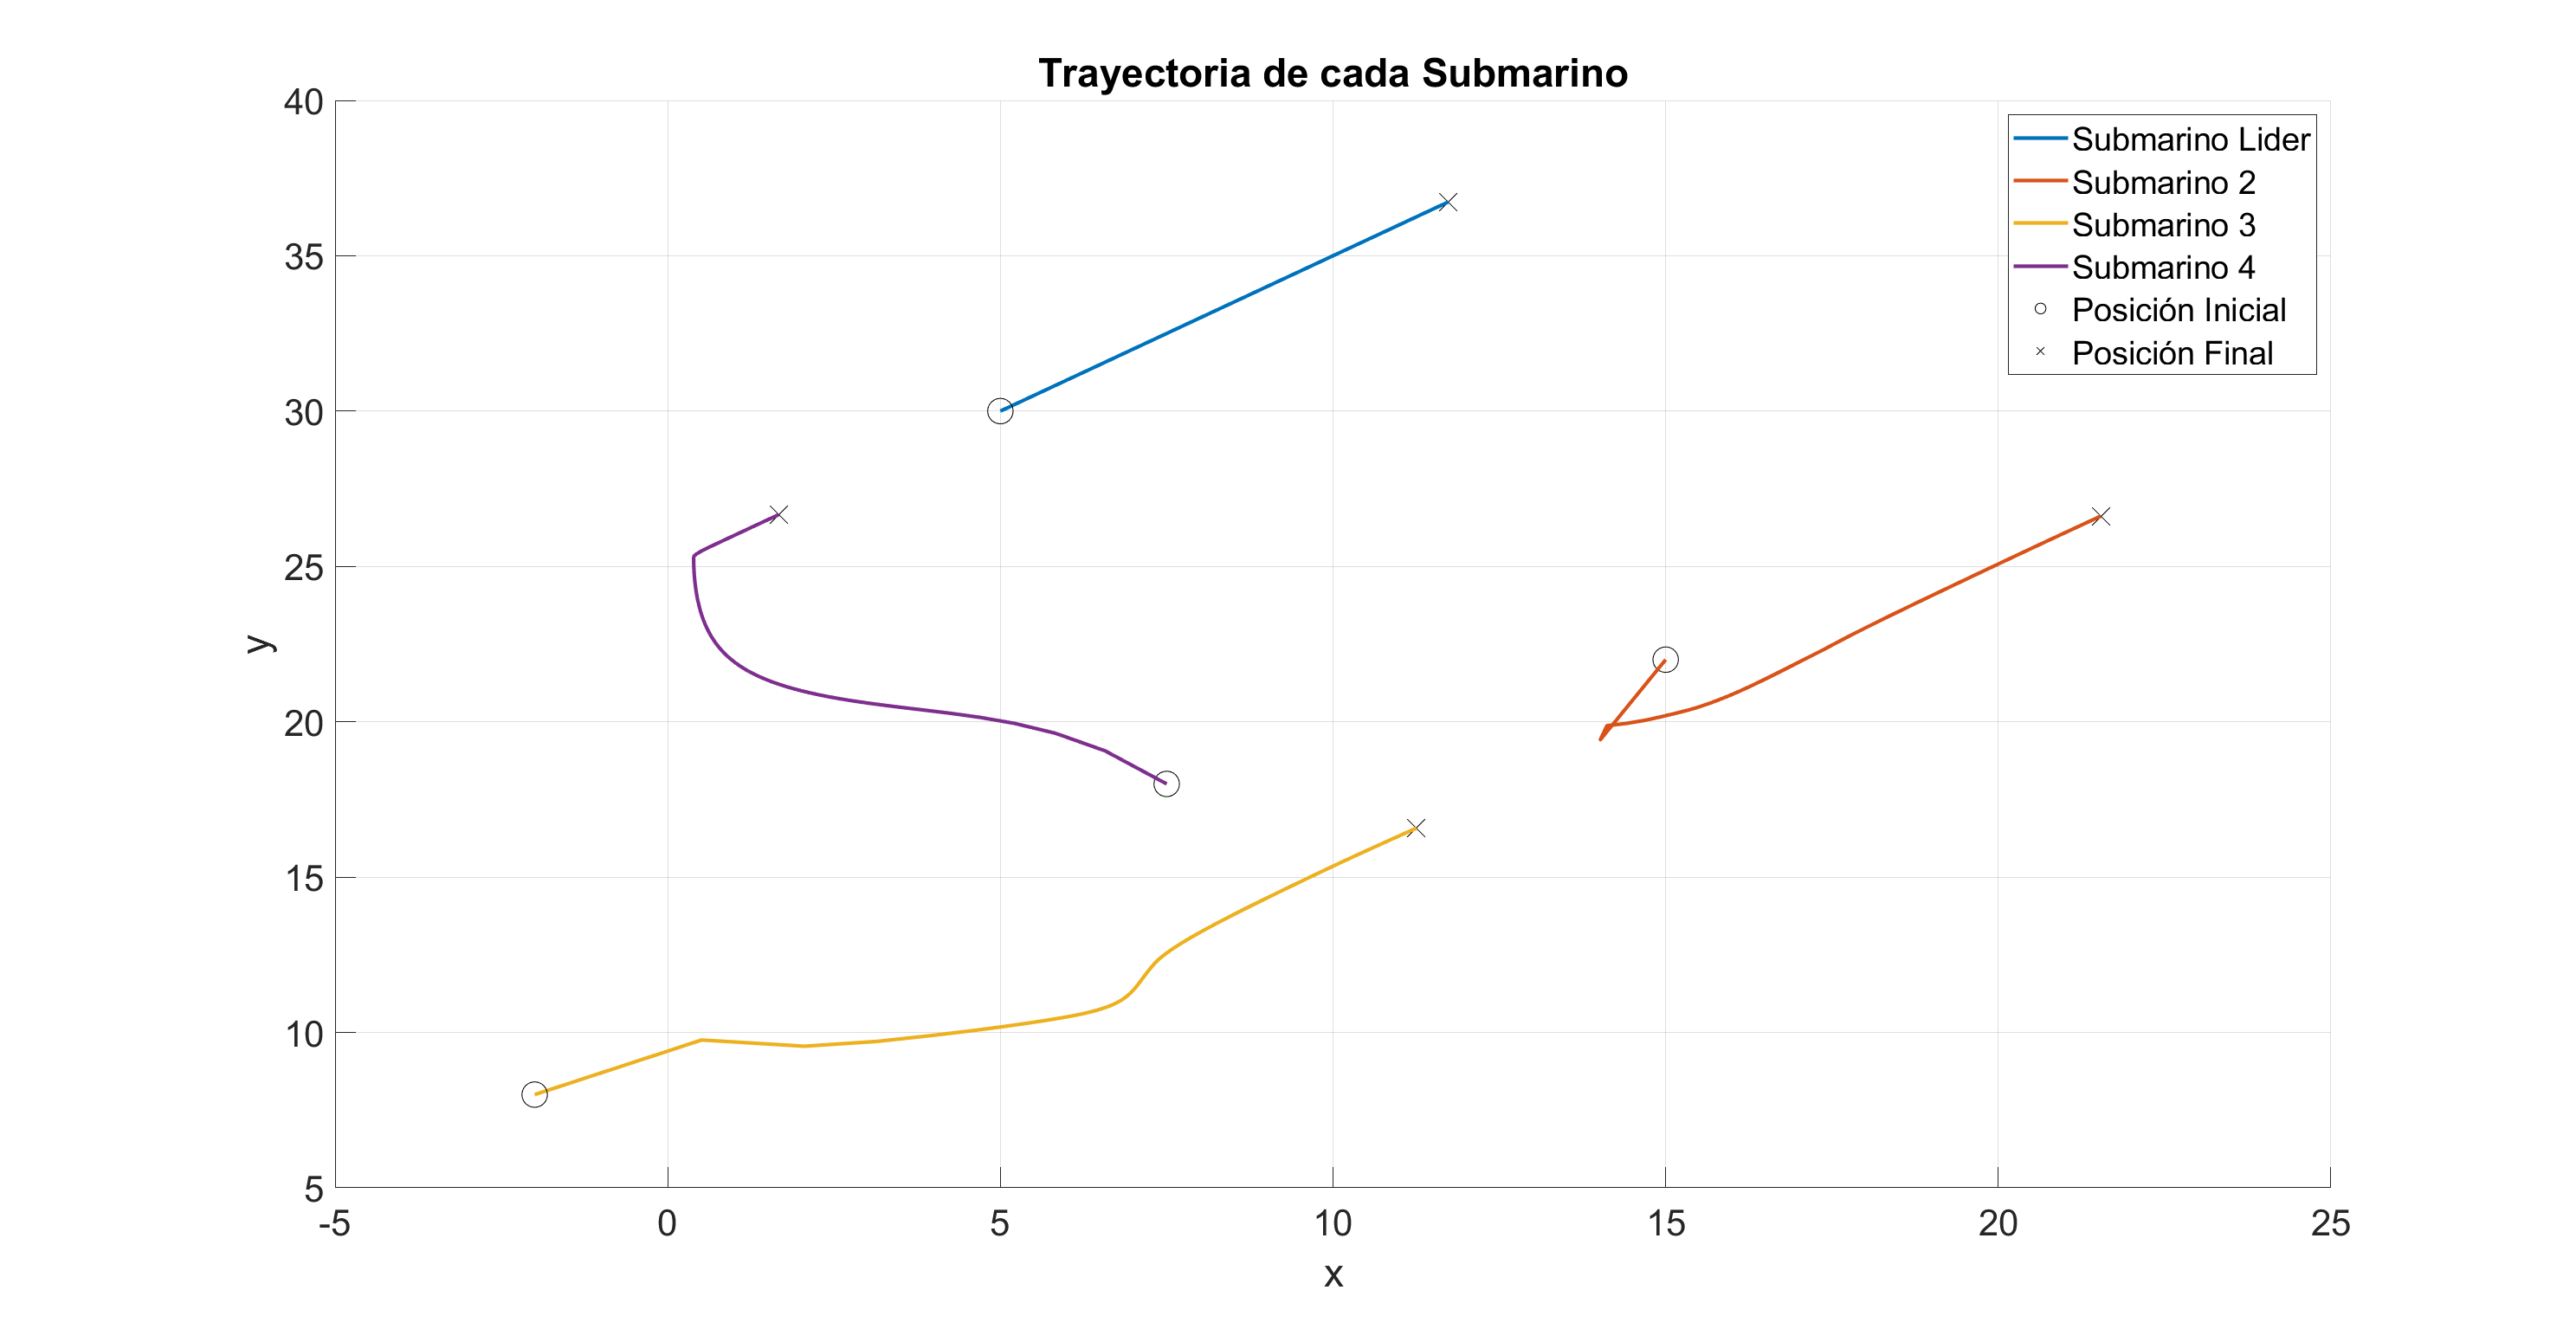 Trayectoria de cada Submarino
40
35
30
25
20
15
10
5
y
-5 0 5 10 15 20 25
x
Submarino Lider
Submarino 2
Submarino 3
Submarino 4
Posición Inicial
Posición Final